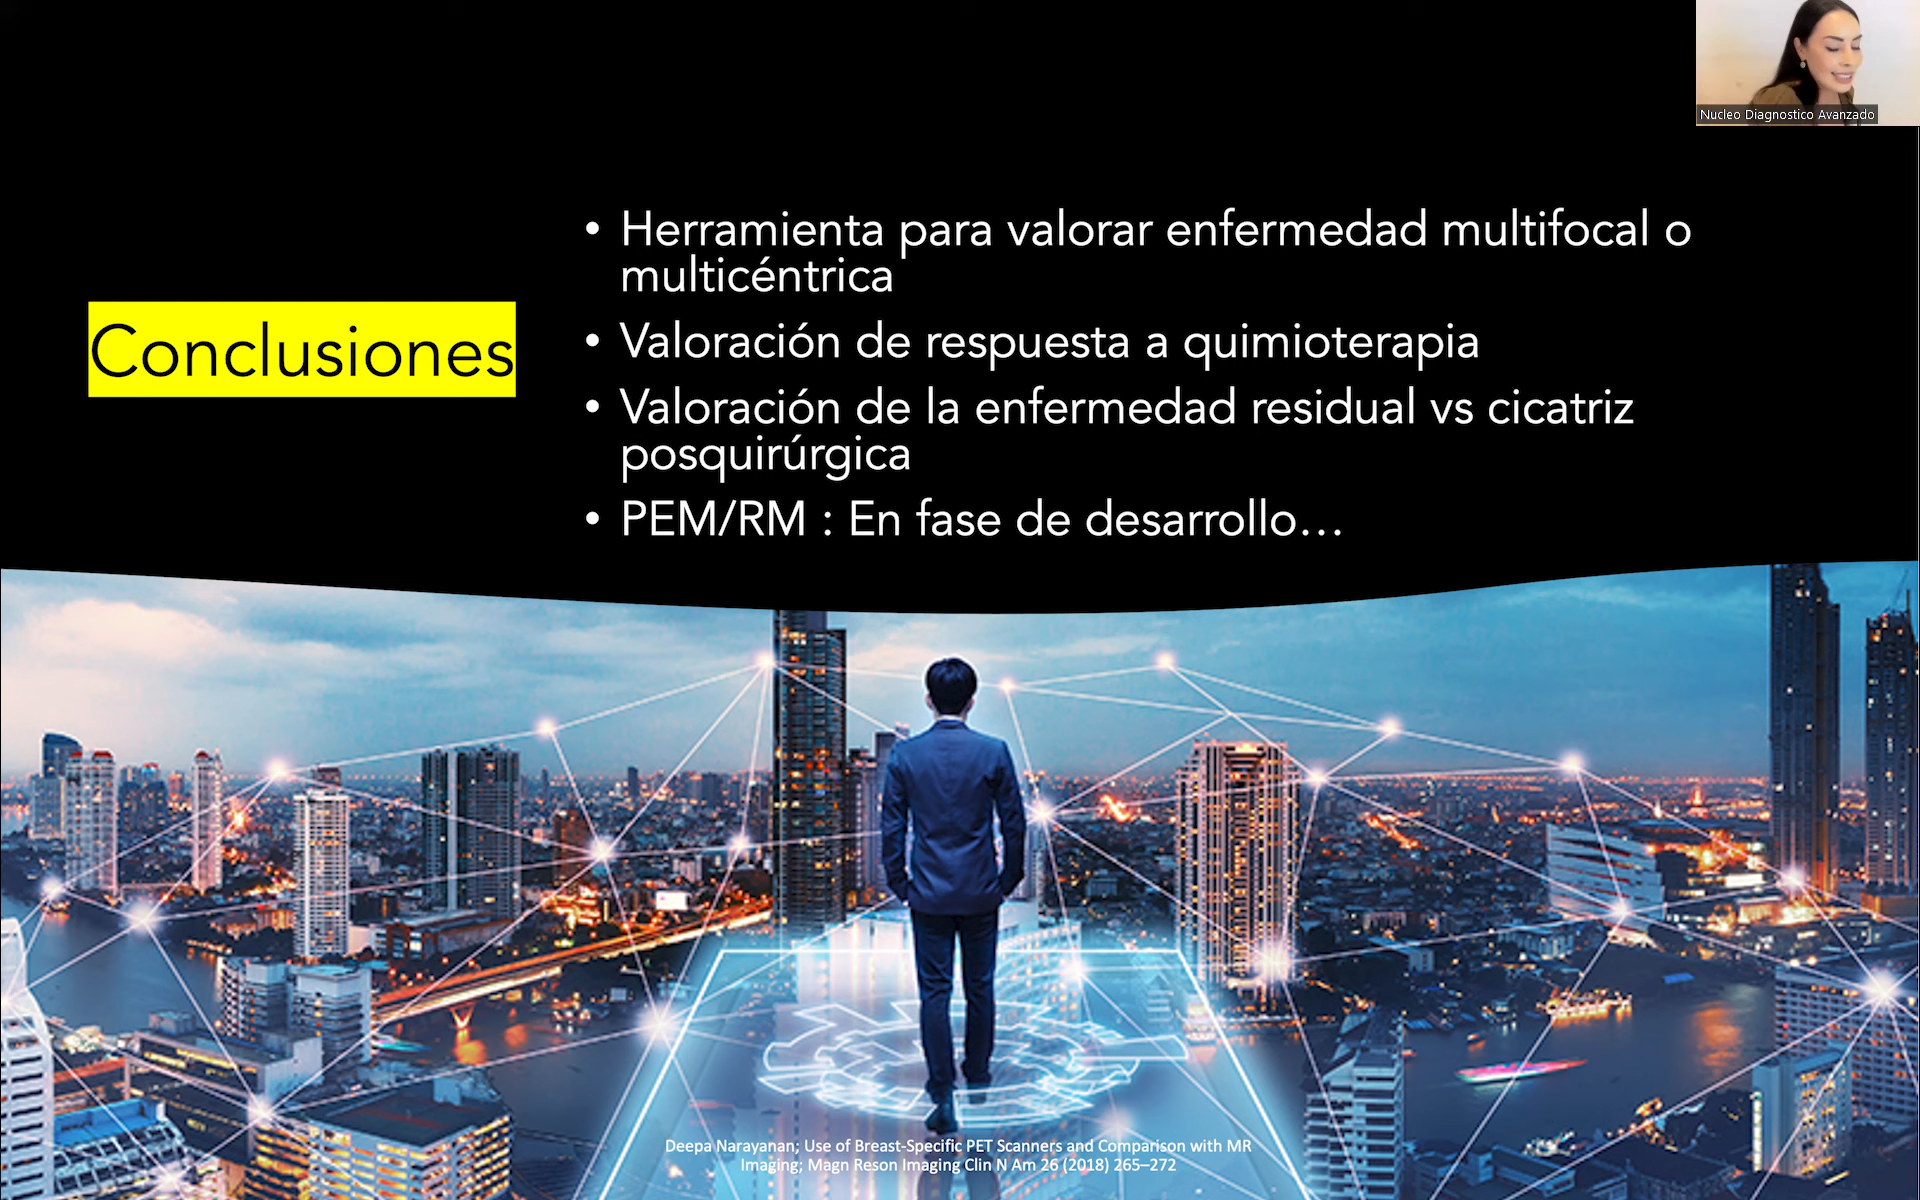 Nucleo Diagnostico Avanzado
Conclusiones
• Herramienta para valorar enfermedad multifocal o
multicéntrica
• Valoración de respuesta a quimioterapia
• Valoración de la enfermedad residual vs cicatriz
posquirúrgica
• PEM/RM : En fase de desarrollo...
Deepa Narayanan; Use of Breast-Specific PET Scanners and Comparison with MR
Imaging; Magn Reson Imaging Clin N Am 26 (2018) 265–272